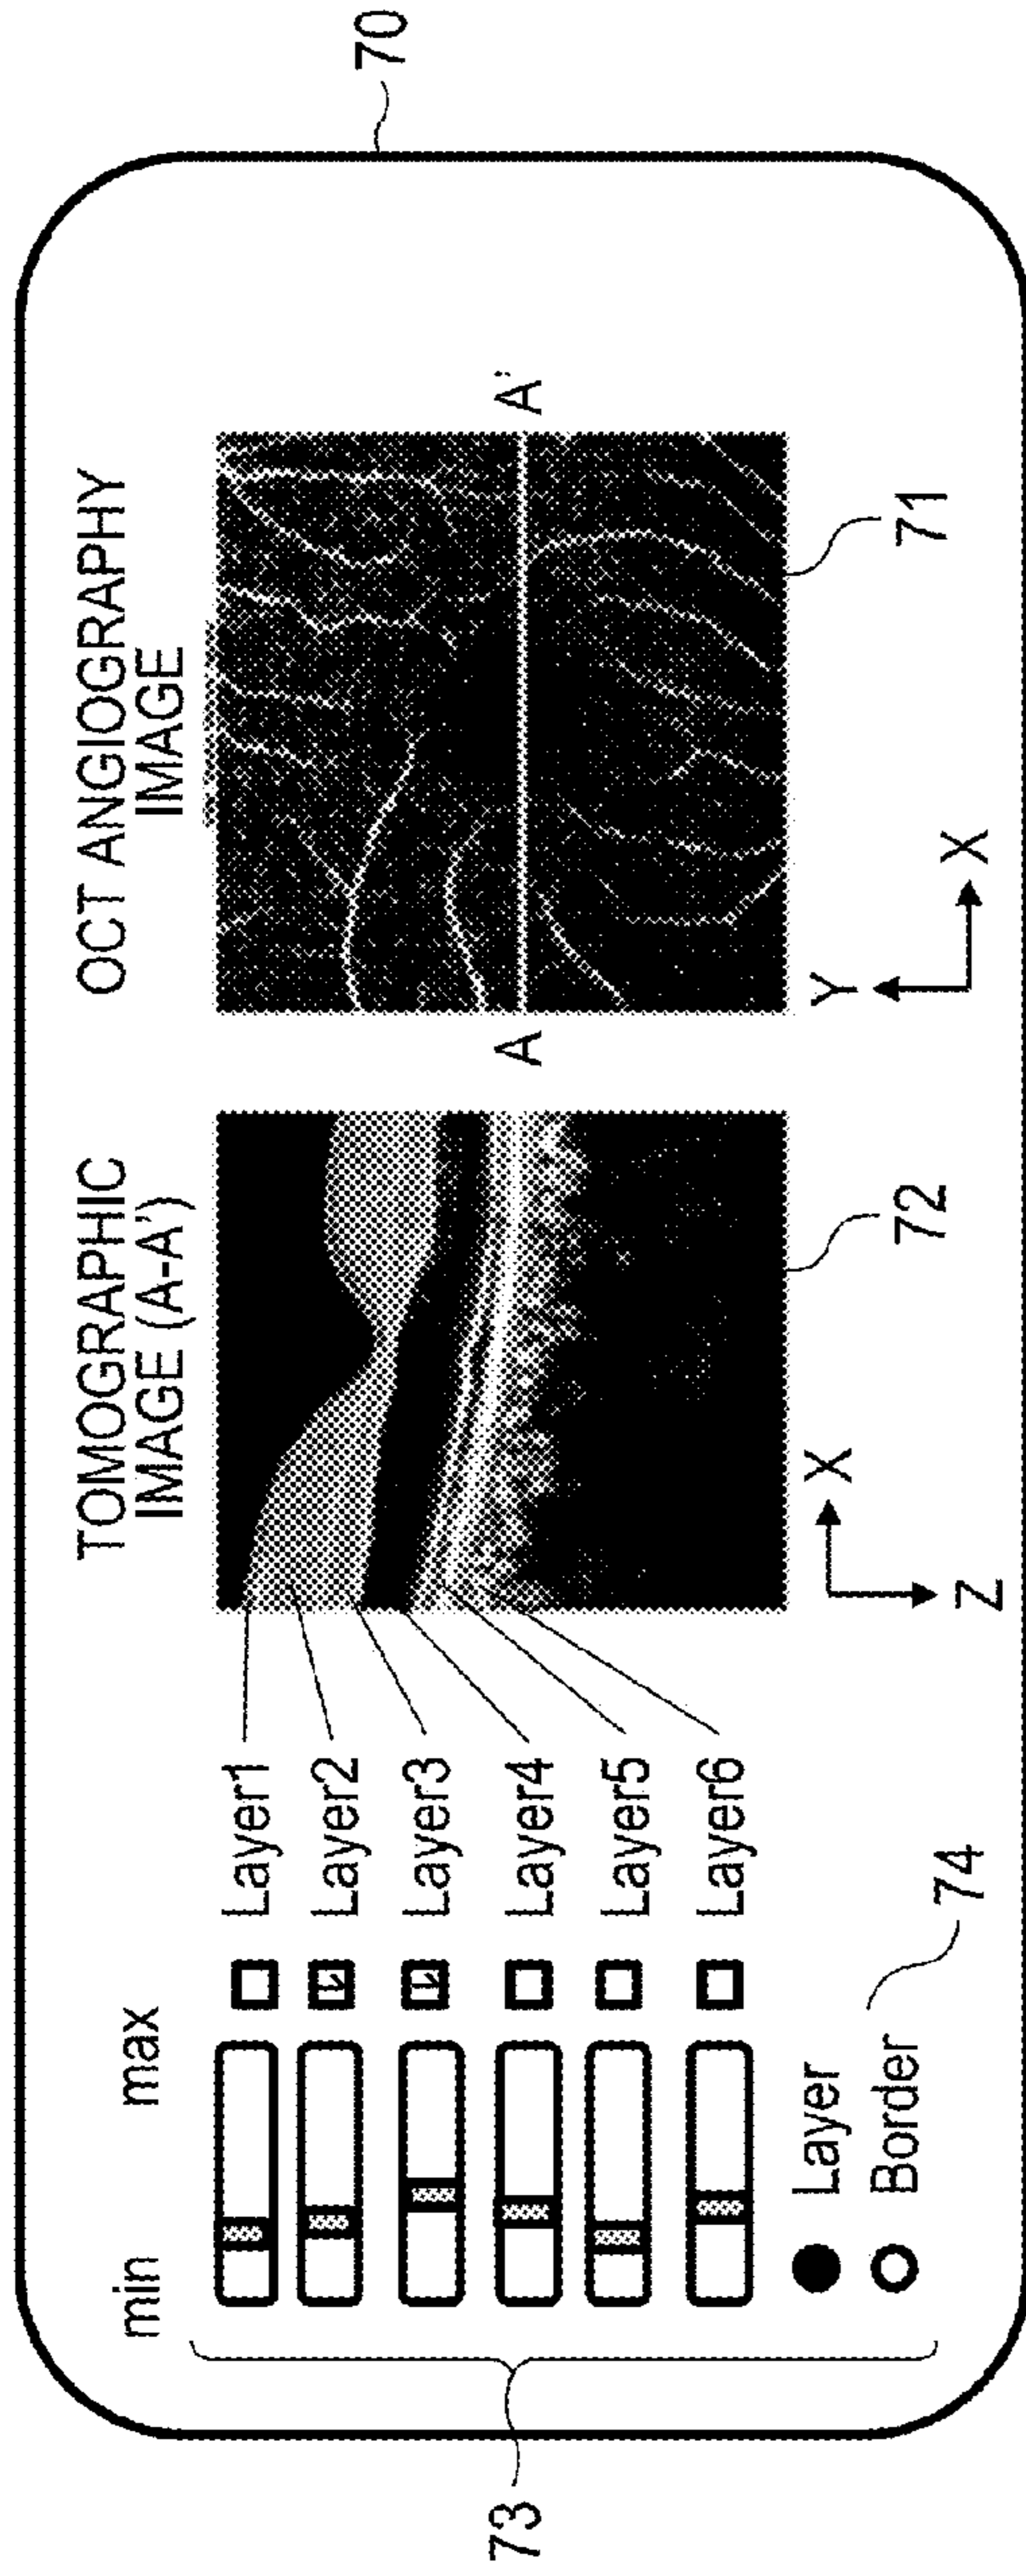 70
TOMOGRAPHIC
IMAGE (A-A')
OCT ANGIOGRAPHY
IMAGE
min
max
Layer1
Layer2
Layer3
Layer4
Layer5
Layer6
Layer
Border
74
73
A
A'
X
Z
72
Y
X
71